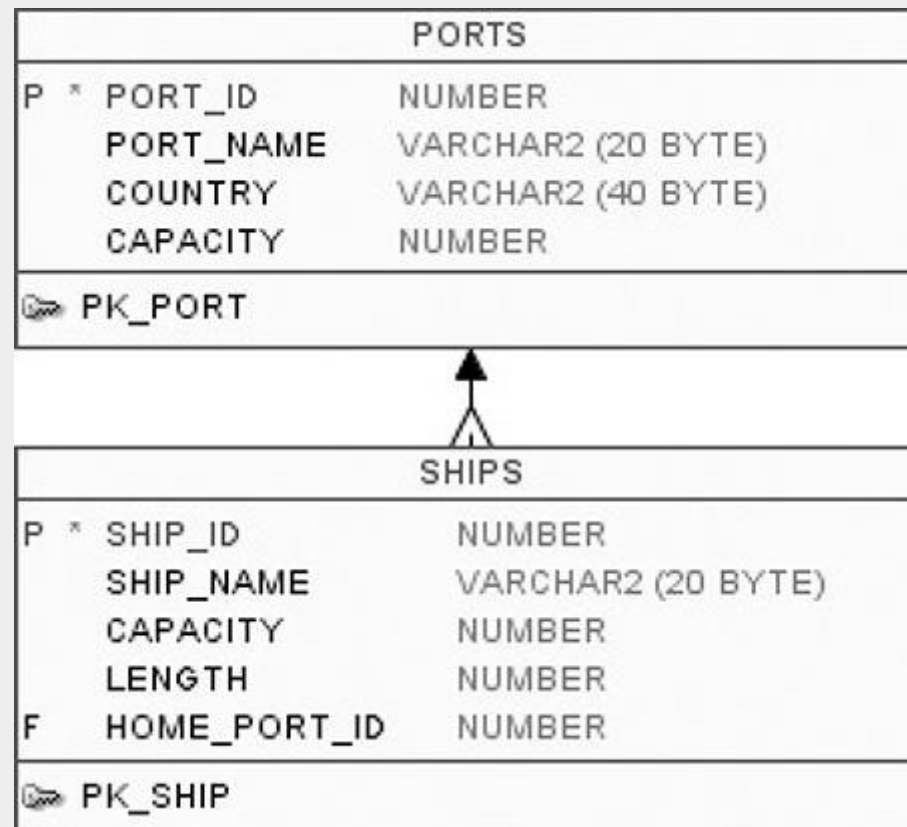 PORTS
P * PORT_ID NUMBER
PORT_NAME VARCHAR2 (20 BYTE)
COUNTRY VARCHAR2 (40 BYTE)
CAPACITY NUMBER
PK_PORT
SHIPS
P * SHIP_ID NUMBER
SHIP_NAME VARCHAR2 (20 BYTE)
CAPACITY NUMBER
LENGTH NUMBER
F HOME_PORT_ID NUMBER
PK_SHIP